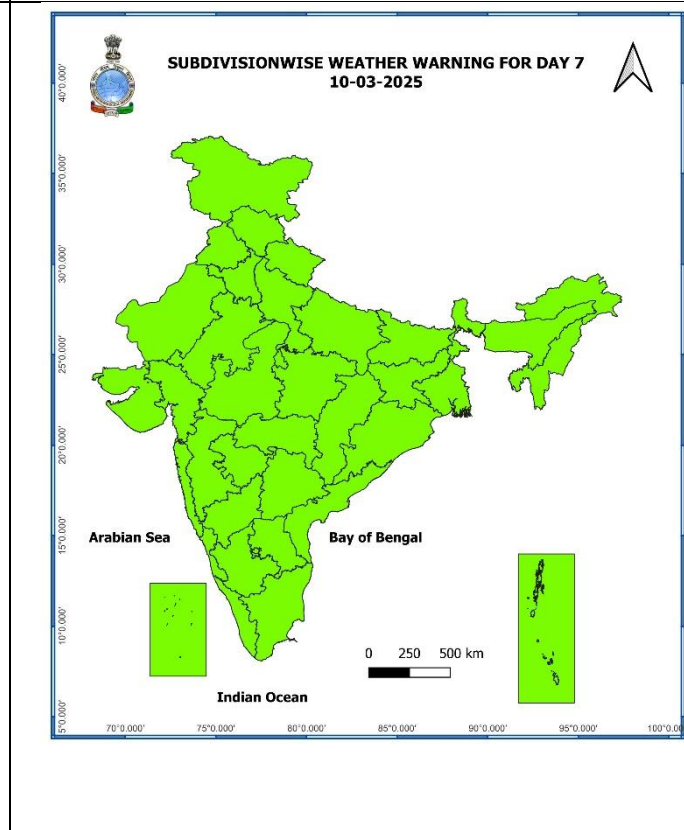 SUBDIVISIONWISE WEATHER WARNING FOR DAY 7
10-03-2025
40°0.000'
35°0.000'
30°0.000'
25°0.000'
20°0.000'
15°0.000'
10°0.000'
5°0.000'
Arabian Sea
Bay of Bengal
0 250 500 km
Indian Ocean
70°0.000' 75°0.000' 80°0.000' 85°0.000' 90°0.000' 95°0.000' 100°0.00